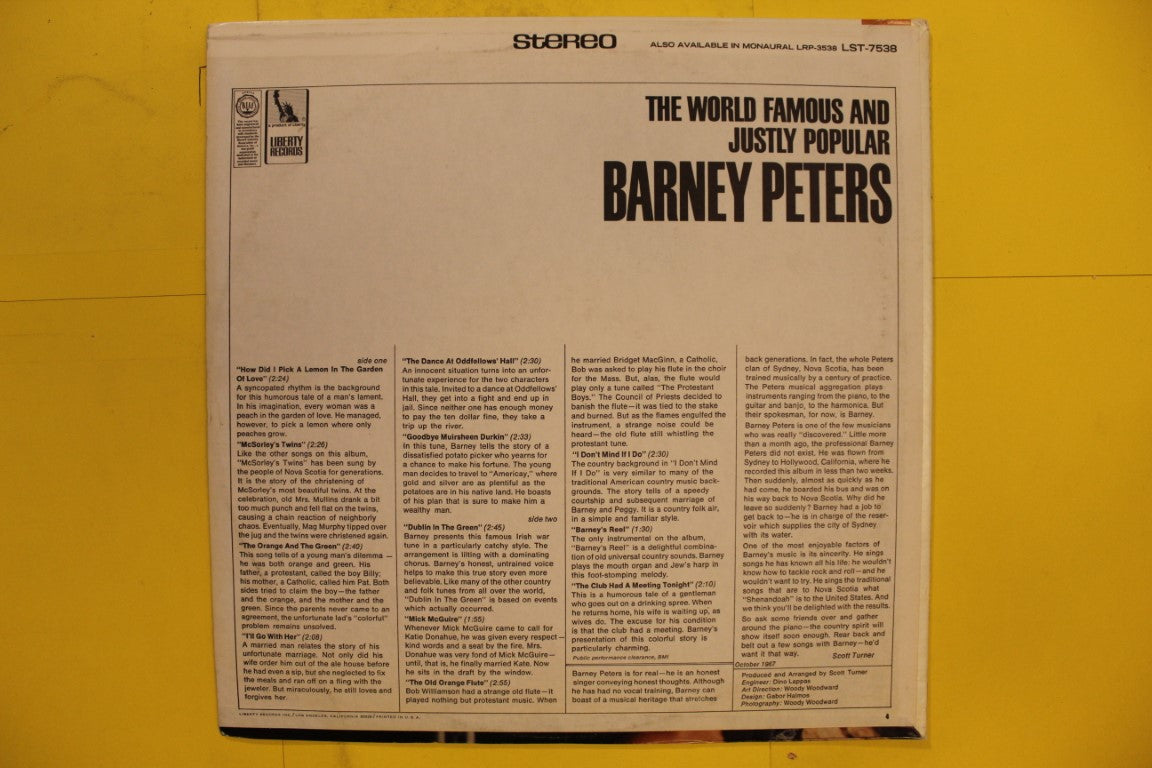 STEREO
ALSO AVAILABLE IN MONAURAL LRP-3538 LST-7538
a product of Liberty
LIBERTY
RECORDS
THE WORLD FAMOUS AND
JUSTLY POPULAR
BARNEY PETERS
side one
"How Did I Pick A Lemon In The Garden
Of Love" (2:24)
A syncopated rhythm is the background
for this humorous tale of a man's lament.
In his imagination, every woman was a
peach in the garden of love. He managed,
however, to pick a lemon where only
peaches grow.
"McSorley's Twins" (2:26)
Like the other songs on this album,
"McSorley's Twins" has been sung by
the people of Nova Scotia for generations.
It is the story of the christening of
McSorley's most beautiful twins. At the
celebration, old Mrs. Mullins drank a bit
too much punch and fell flat on the twins,
causing a chain reaction of neighborly
chaos. Eventually, Mag Murphy tipped over
the jug and the twins were christened again.
"The Orange And The Green" (2:40)
This song tells of a young man's dilemma —
he was both orange and green. His
father, a protestant, called the boy Billy;
his mother, a Catholic, called him Pat. Both
sides tried to claim the boy—the father
and the orange, and the mother and the
green. Since the parents never came to an
agreement, the unfortunate lad's "colorful"
problem remains unsolved.
"I'll Go With Her" (2:08)
A married man relates the story of his
unfortunate marriage. Not only did his
wife order him out of the ale house before
he had even a sip, but she neglected to fix
the meals and ran off on a fling with the
jeweler. But miraculously, he still loves and
forgives her.
"The Dance At Oddfellows' Hall" (2:30)
An innocent situation turns into an unfor-
tunate experience for the two characters
in this tale. Invited to a dance at Oddfellows'
Hall, they get into a fight and end up in
jail. Since neither one has enough money
to pay the ten dollar fine, they take a
trip up the river.
"Goodbye Muirsheen Durkin" (2:33)
In this tune, Barney tells the story of a
dissatisfied potato picker who yearns for
a chance to make his fortune. The young
man decides to travel to "Americay," where
gold and silver are as plentiful as the
potatoes are in his native land. He boasts
of his plan that is sure to make him a
wealthy man.
side two
"Dublin In The Green" (2:45)
Barney presents this famous Irish war
tune in a particularly catchy style. The
arrangement is lilting with a dominating
chorus. Barney's honest, untrained voice
helps to make this true story even more
believable. Like many of the other country
and folk tunes from all over the world,
"Dublin In The Green" is based on events
which actually occurred.
"Mick McGuire" (1:55)
Whenever Mick McGuire came to call for
Katie Donahue, he was given every respect—
kind words and a seat by the fire. Mrs.
Donahue was very fond of Mick McGuire—
until, that is, he finally married Kate. Now
he sits in the draft by the window.
"The Old Orange Flute" (2:55)
Bob Williamson had a strange old flute—it
played nothing but protestant music. When
he married Bridget MacGinn, a Catholic,
Bob was asked to play his flute in the choir
for the Mass. But, alas, the flute would
play only a tune called "The Protestant
Boys." The Council of Priests decided to
banish the flute—it was tied to the stake
and burned. But as the flames engulfed the
instrument, a strange noise could be
heard—the old flute still whistling the
protestant tune.
"I Don't Mind If I Do" (2:30)
The country background in "I Don't Mind
If I Do" is very similar to many of the
traditional American country music back-
grounds. The story tells of a speedy
courtship and subsequent marriage of
Barney and Peggy. It is a country folk air,
in a simple and familiar style.
"Barney's Reel" (1:30)
The only instrumental on the album,
"Barney's Reel" is a delightful combina-
tion of old universal country sounds. Barney
plays the mouth organ and Jew's harp in
this foot-stomping melody.
"The Club Had A Meeting Tonight" (2:10)
This is a humorous tale of a gentleman
who goes out on a drinking spree. When
he returns home, his wife is waiting up, as
wives do. The excuse for his condition
is that the club had a meeting. Barney's
presentation of this colorful story is
particularly charming.
Public performance clearance, BMI
Barney Peters is for real—he is an honest
singer conveying honest thoughts. Although
he has had no vocal training, Barney can
boast of a musical heritage that stretches
back generations. In fact, the whole Peters
clan of Sydney, Nova Scotia, has been
trained musically by a century of practice.
The Peters musical aggregation plays
instruments ranging from the piano, to the
guitar and banjo, to the harmonica. But
their spokesman, for now, is Barney.
Barney Peters is one of the few musicians
who was really "discovered." Little more
than a month ago, the professional Barney
Peters did not exist. He was flown from
Sydney to Hollywood, California, where he
recorded this album in less than two weeks.
Then suddenly, almost as quickly as he
had come, he boarded his bus and was on
his way back to Nova Scotia. Why did he
leave so suddenly? Barney had a job to
get back to—he is in charge of the reser-
voir which supplies the city of Sydney
with its water.
One of the most enjoyable factors of
Barney's music is its sincerity. He sings
songs he has known all his life; he wouldn't
know how to tackle rock and roll—and he
wouldn't want to try. He sings the traditional
songs that are to Nova Scotia what
"Shenandoah" is to the United States. And
we think you'll be delighted with the results.
So ask some friends over and gather
around the piano—the country spirit will
show itself soon enough. Rear back and
belt out a few songs with Barney—he'd
want it that way. Scott Turner
October 1967
Produced and Arranged by Scott Turner
Engineer: Dino Lappas
Art Direction: Woody Woodward
Design: Gabor Halmos
Photography: Woody Woodward
LIBERTY RECORDS INC./LOS ANGELES, CALIFORNIA 90028/PRINTED IN U.S.A.
4